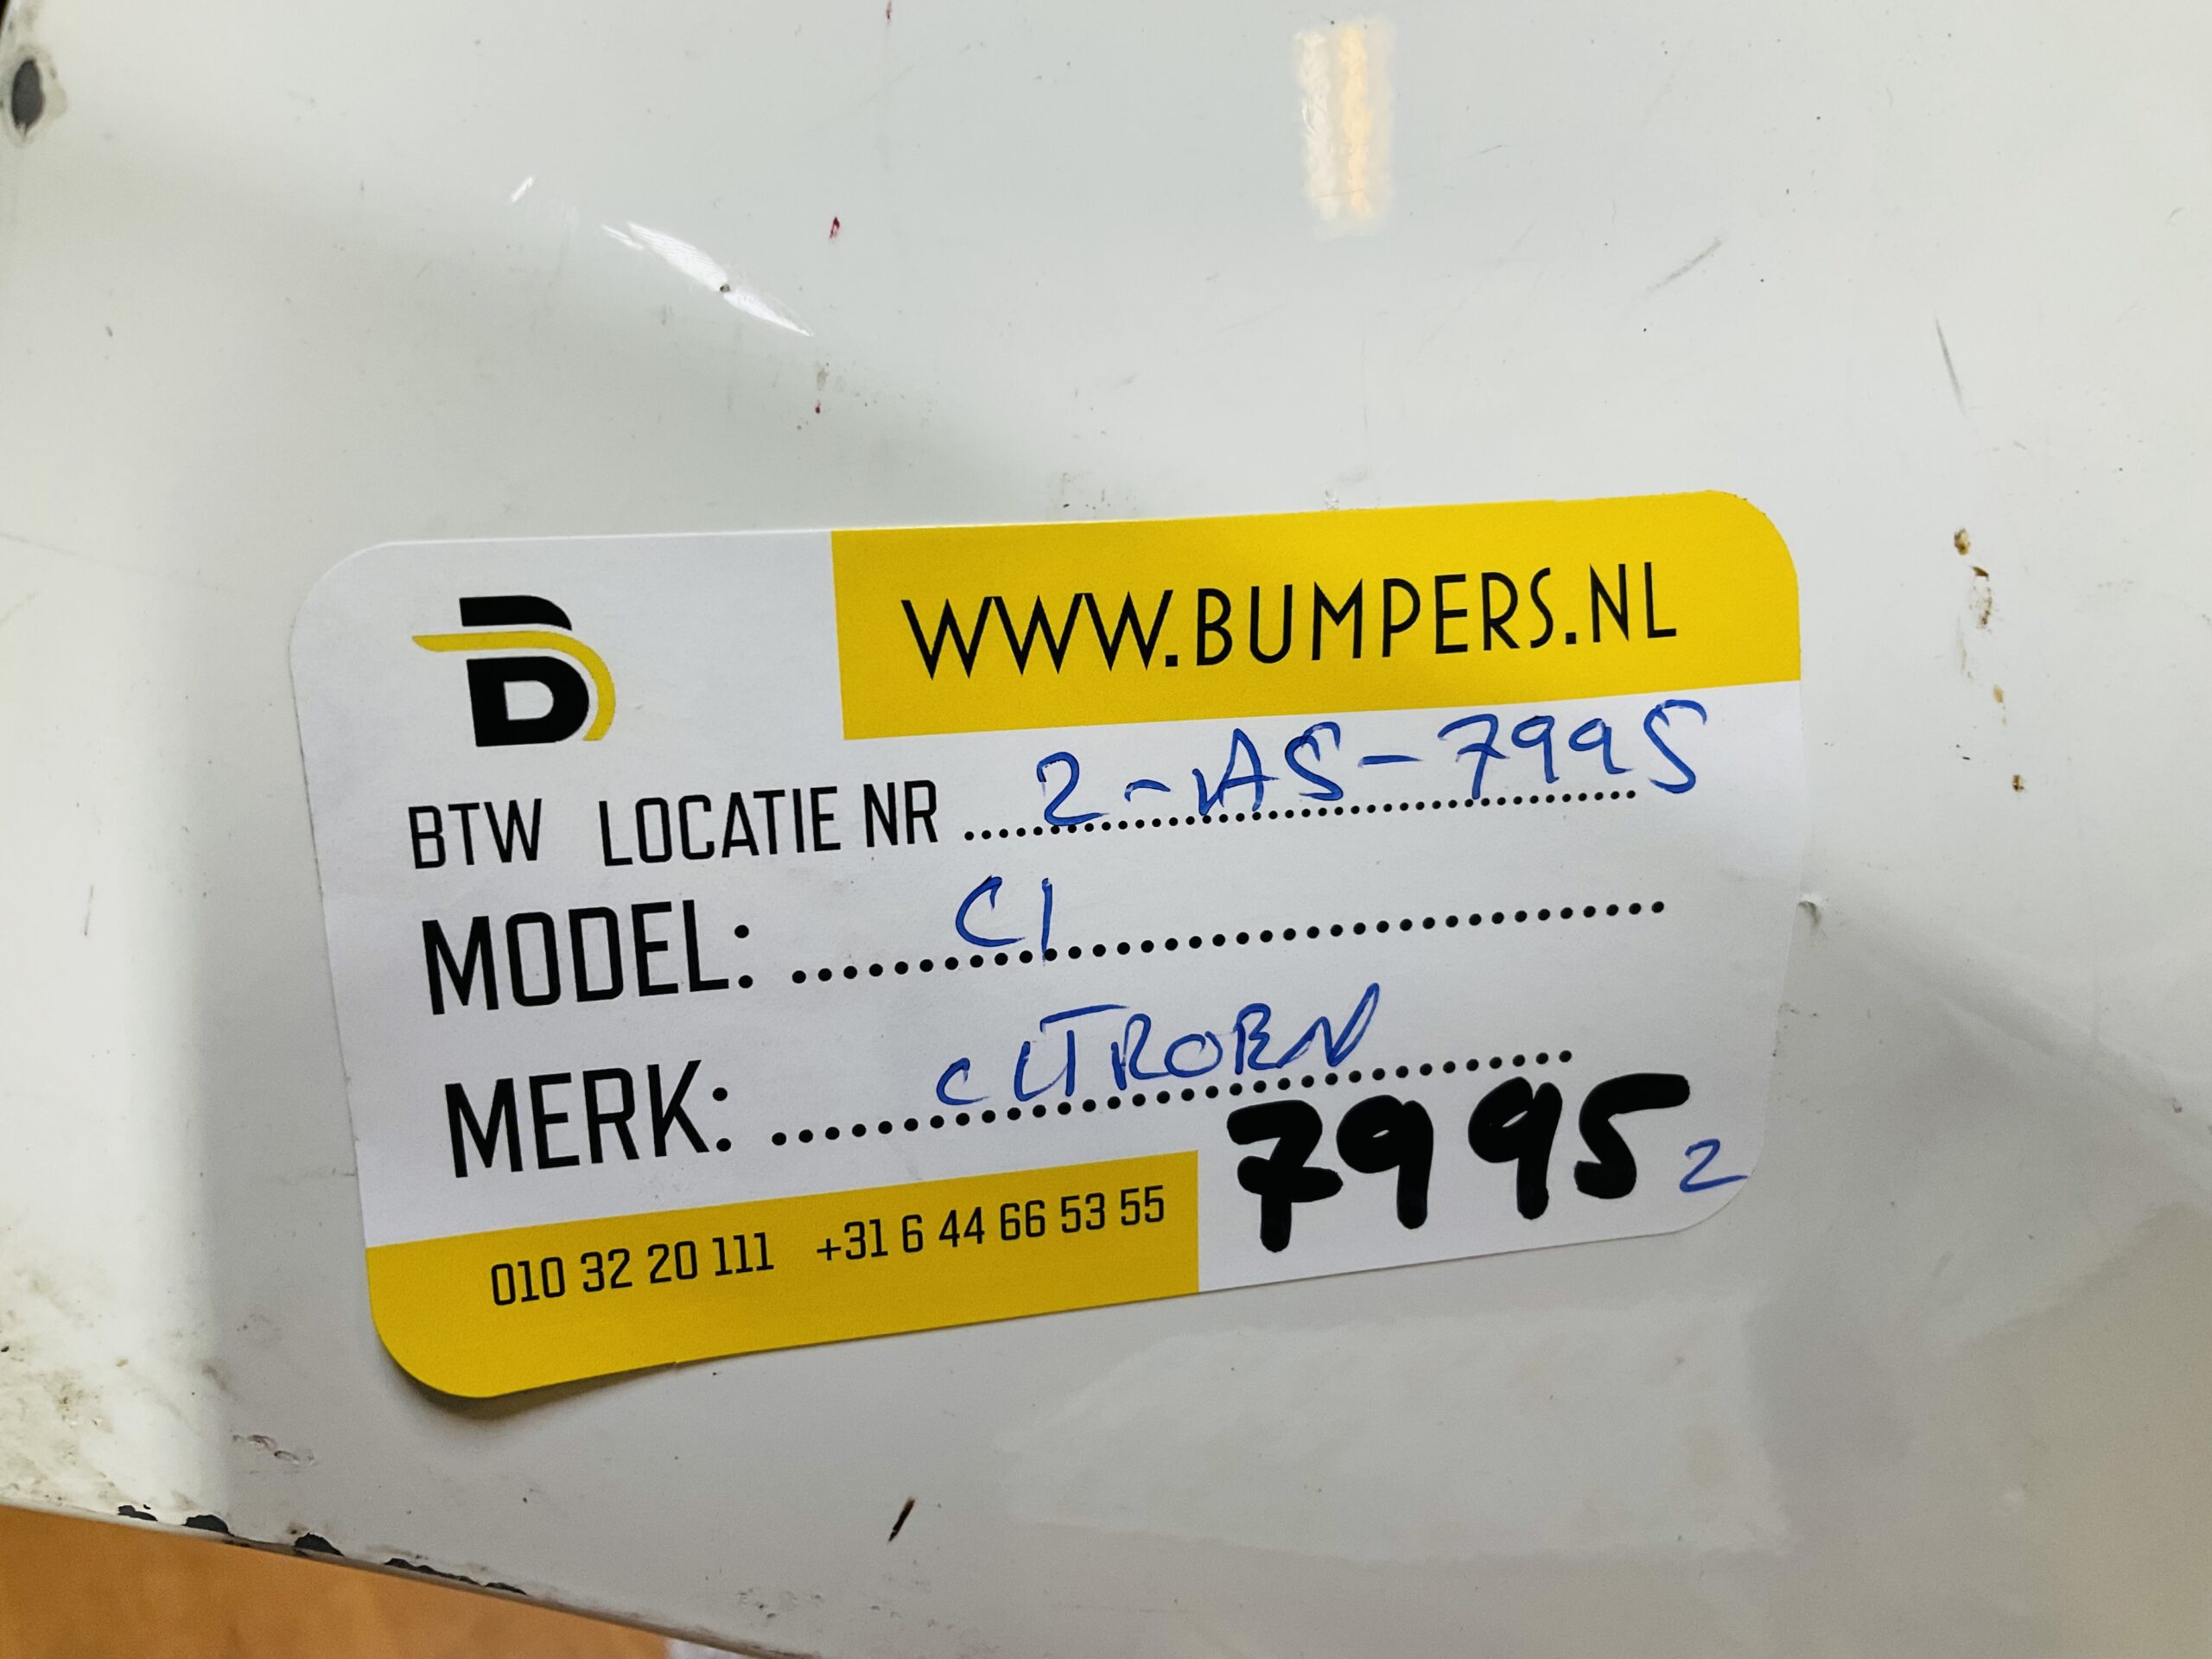 WWW.BUMPERS.NL
BTW LOCATIE NR 2-AS-7995
MODEL: C1
MERK: CITROEN
7995 2
010 32 20 111 +31 6 44 66 53 55